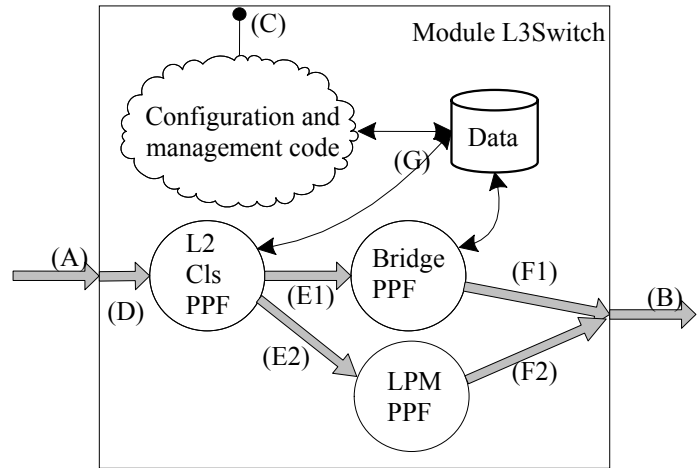 (C)
Module L3Switch
Configuration and
management code
Data
(G)
L2
Cls
PPF
Bridge
PPF
(A)
(D)
(E1)
(F1)
(B)
(E2)
(F2)
LPM
PPF